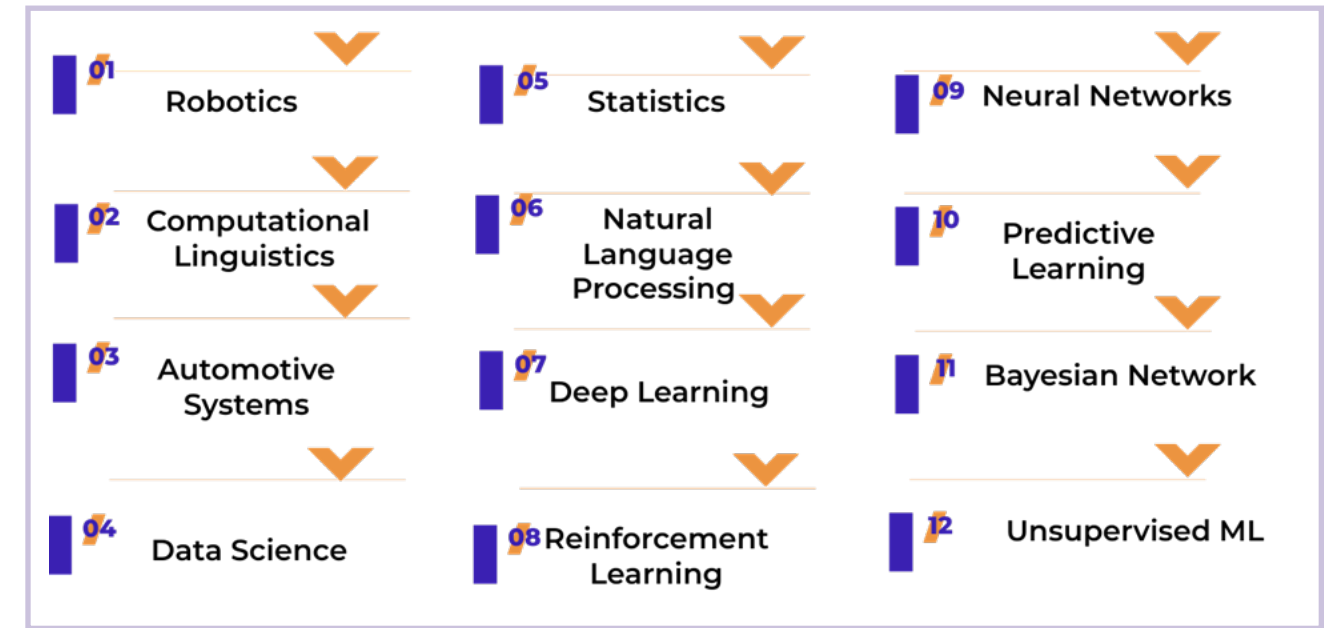 01
Robotics
02
Computational
Linguistics
03
Automotive
Systems
04
Data Science
05
Statistics
06
Natural
Language
Processing
07
Deep Learning
08
Reinforcement
Learning
09
Neural Networks
10
Predictive
Learning
11
Bayesian Network
12
Unsupervised ML